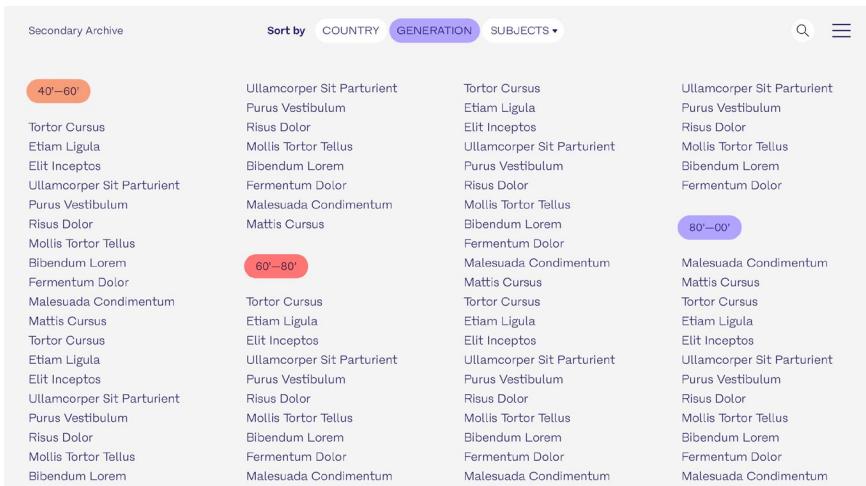 Secondary Archive
Sort by COUNTRY GENERATION SUBJECTS ▾
40'—60'
Tortor Cursus
Etiam Ligula
Elit Inceptos
Ullamcorper Sit Parturient
Purus Vestibulum
Risus Dolor
Mollis Tortor Tellus
Bibendum Lorem
Fermentum Dolor
Malesuada Condimentum
Mattis Cursus
Tortor Cursus
Etiam Ligula
Elit Inceptos
Ullamcorper Sit Parturient
Purus Vestibulum
Risus Dolor
Mollis Tortor Tellus
Bibendum Lorem
Ullamcorper Sit Parturient
Purus Vestibulum
Risus Dolor
Mollis Tortor Tellus
Bibendum Lorem
Fermentum Dolor
Malesuada Condimentum
Mattis Cursus
60'—80'
Tortor Cursus
Etiam Ligula
Elit Inceptos
Ullamcorper Sit Parturient
Purus Vestibulum
Risus Dolor
Mollis Tortor Tellus
Bibendum Lorem
Fermentum Dolor
Malesuada Condimentum
Tortor Cursus
Etiam Ligula
Elit Inceptos
Ullamcorper Sit Parturient
Purus Vestibulum
Risus Dolor
Mollis Tortor Tellus
Bibendum Lorem
Fermentum Dolor
Malesuada Condimentum
Mattis Cursus
Tortor Cursus
Etiam Ligula
Elit Inceptos
Ullamcorper Sit Parturient
Purus Vestibulum
Risus Dolor
Mollis Tortor Tellus
Bibendum Lorem
Fermentum Dolor
Malesuada Condimentum
Ullamcorper Sit Parturient
Purus Vestibulum
Risus Dolor
Mollis Tortor Tellus
Bibendum Lorem
Fermentum Dolor
80'—00'
Malesuada Condimentum
Mattis Cursus
Tortor Cursus
Etiam Ligula
Elit Inceptos
Ullamcorper Sit Parturient
Purus Vestibulum
Risus Dolor
Mollis Tortor Tellus
Bibendum Lorem
Fermentum Dolor
Malesuada Condimentum